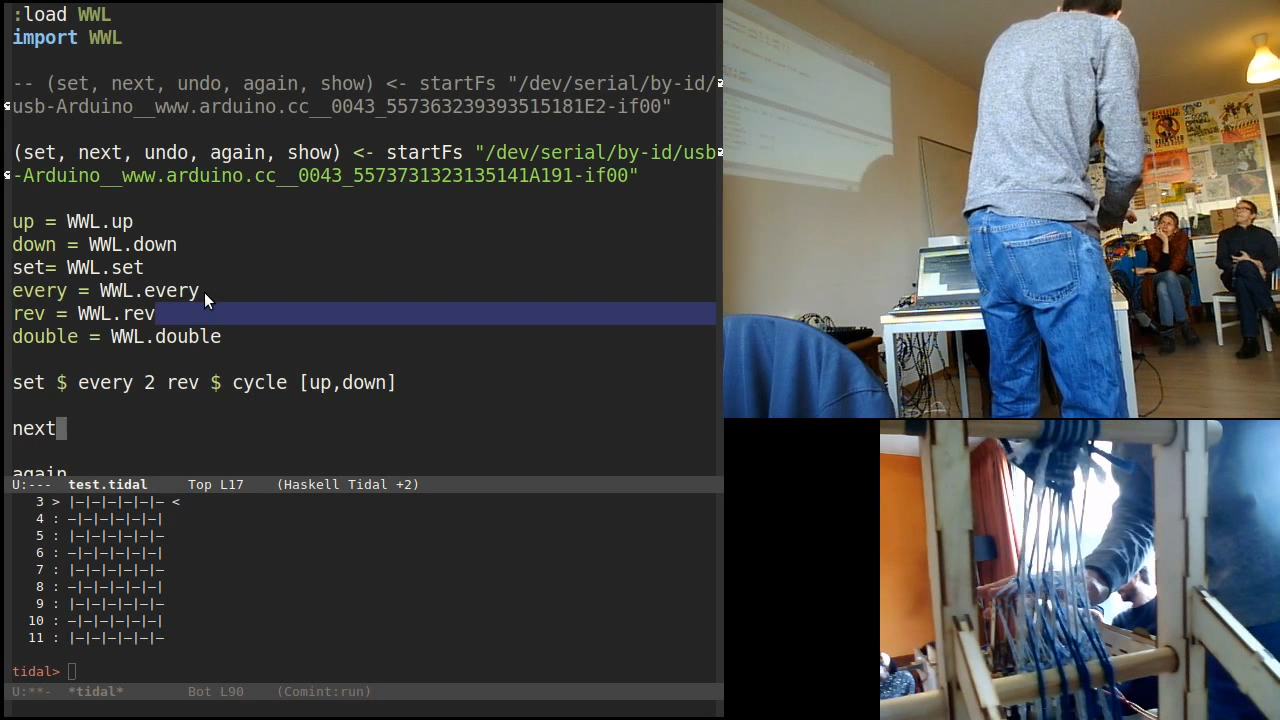 :load WWL
import WWL
-- (set, next, undo, again, show) <- startFs "/dev/serial/by-id/
usb-Arduino__www.arduino.cc__0043_557363239393515181E2-if00"
(set, next, undo, again, show) <- startFs "/dev/serial/by-id/usb
-Arduino__www.arduino.cc__0043_5573731323135141A191-if00"
up = WWL.up
down = WWL.down
set= WWL.set
every = WWL.every
rev = WWL.rev
double = WWL.double
set $ every 2 rev $ cycle [up,down]
next
again
U:--- test.tidal Top L17 (Haskell Tidal +2)
3 > |—|—|—|—|—|— <
4 : —|—|—|—|—|—|
5 : |—|—|—|—|—|—
6 : —|—|—|—|—|—|
7 : |—|—|—|—|—|—
8 : —|—|—|—|—|—|
9 : |—|—|—|—|—|—
10 : —|—|—|—|—|—|
11 : |—|—|—|—|—|—
tidal>
U:**- *tidal* Bot L90 (Comint:run)